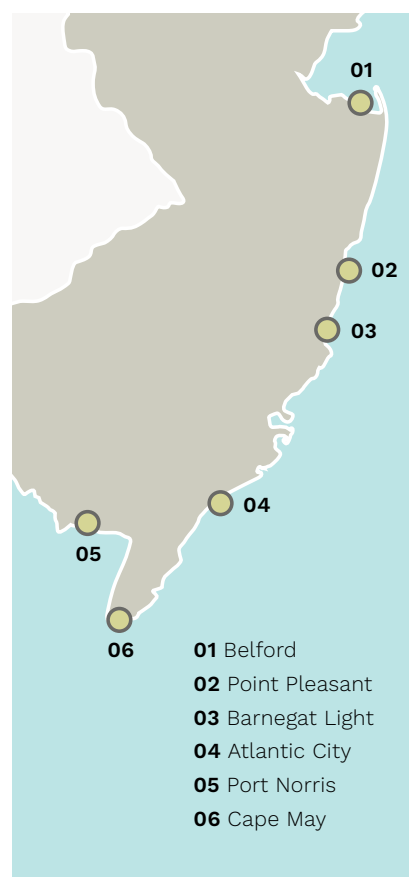 01
02
03
04
05
06
01 Belford
02 Point Pleasant
03 Barnegat Light
04 Atlantic City
05 Port Norris
06 Cape May